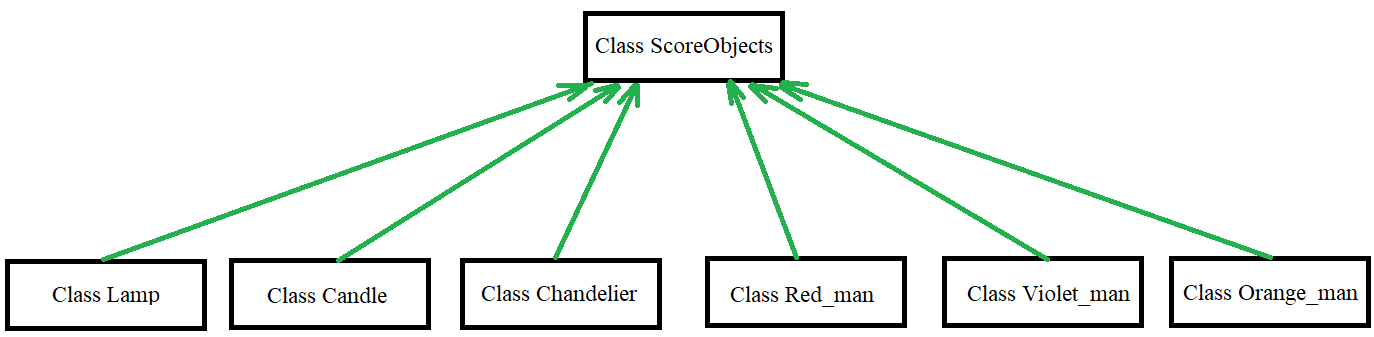 Class ScoreObjects
Class Lamp
Class Candle
Class Chandelier
Class Red_man
Class Violet_man
Class Orange_man